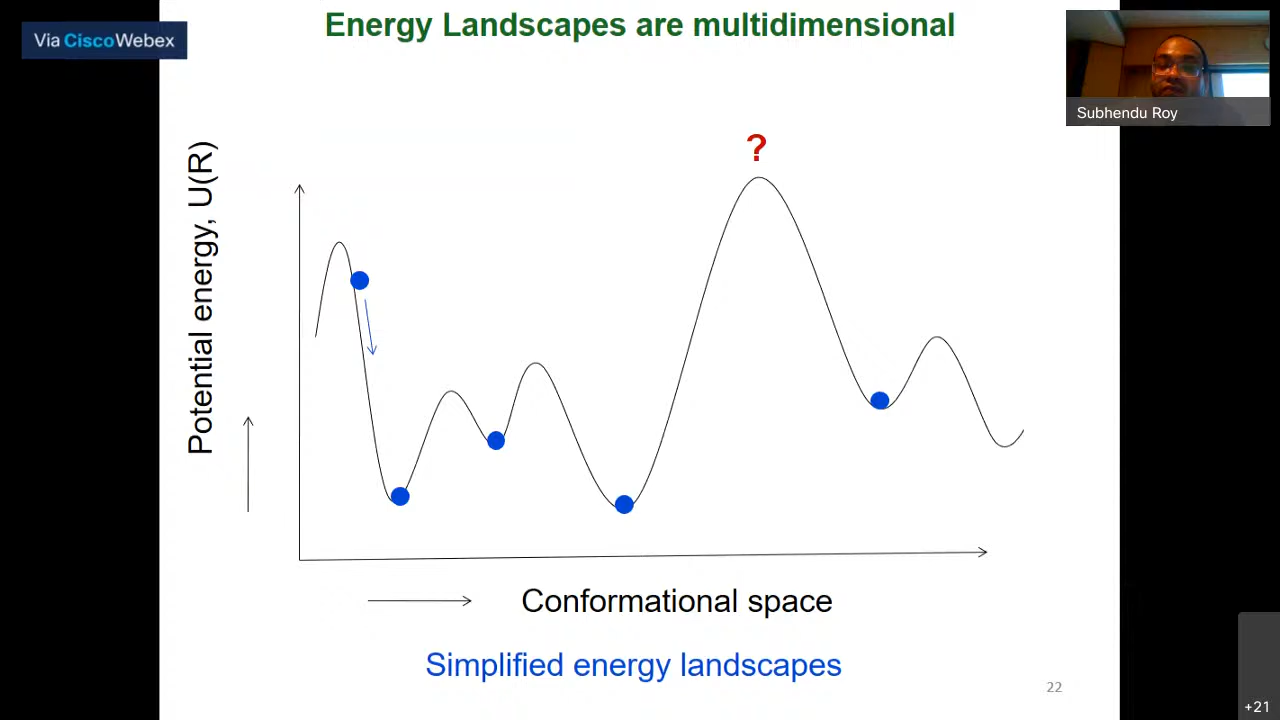 Energy Landscapes are multidimensional
Via CiscoWebex
Subhendu Roy
?
Potential energy, U(R)
Conformational space
Simplified energy landscapes
22
+21